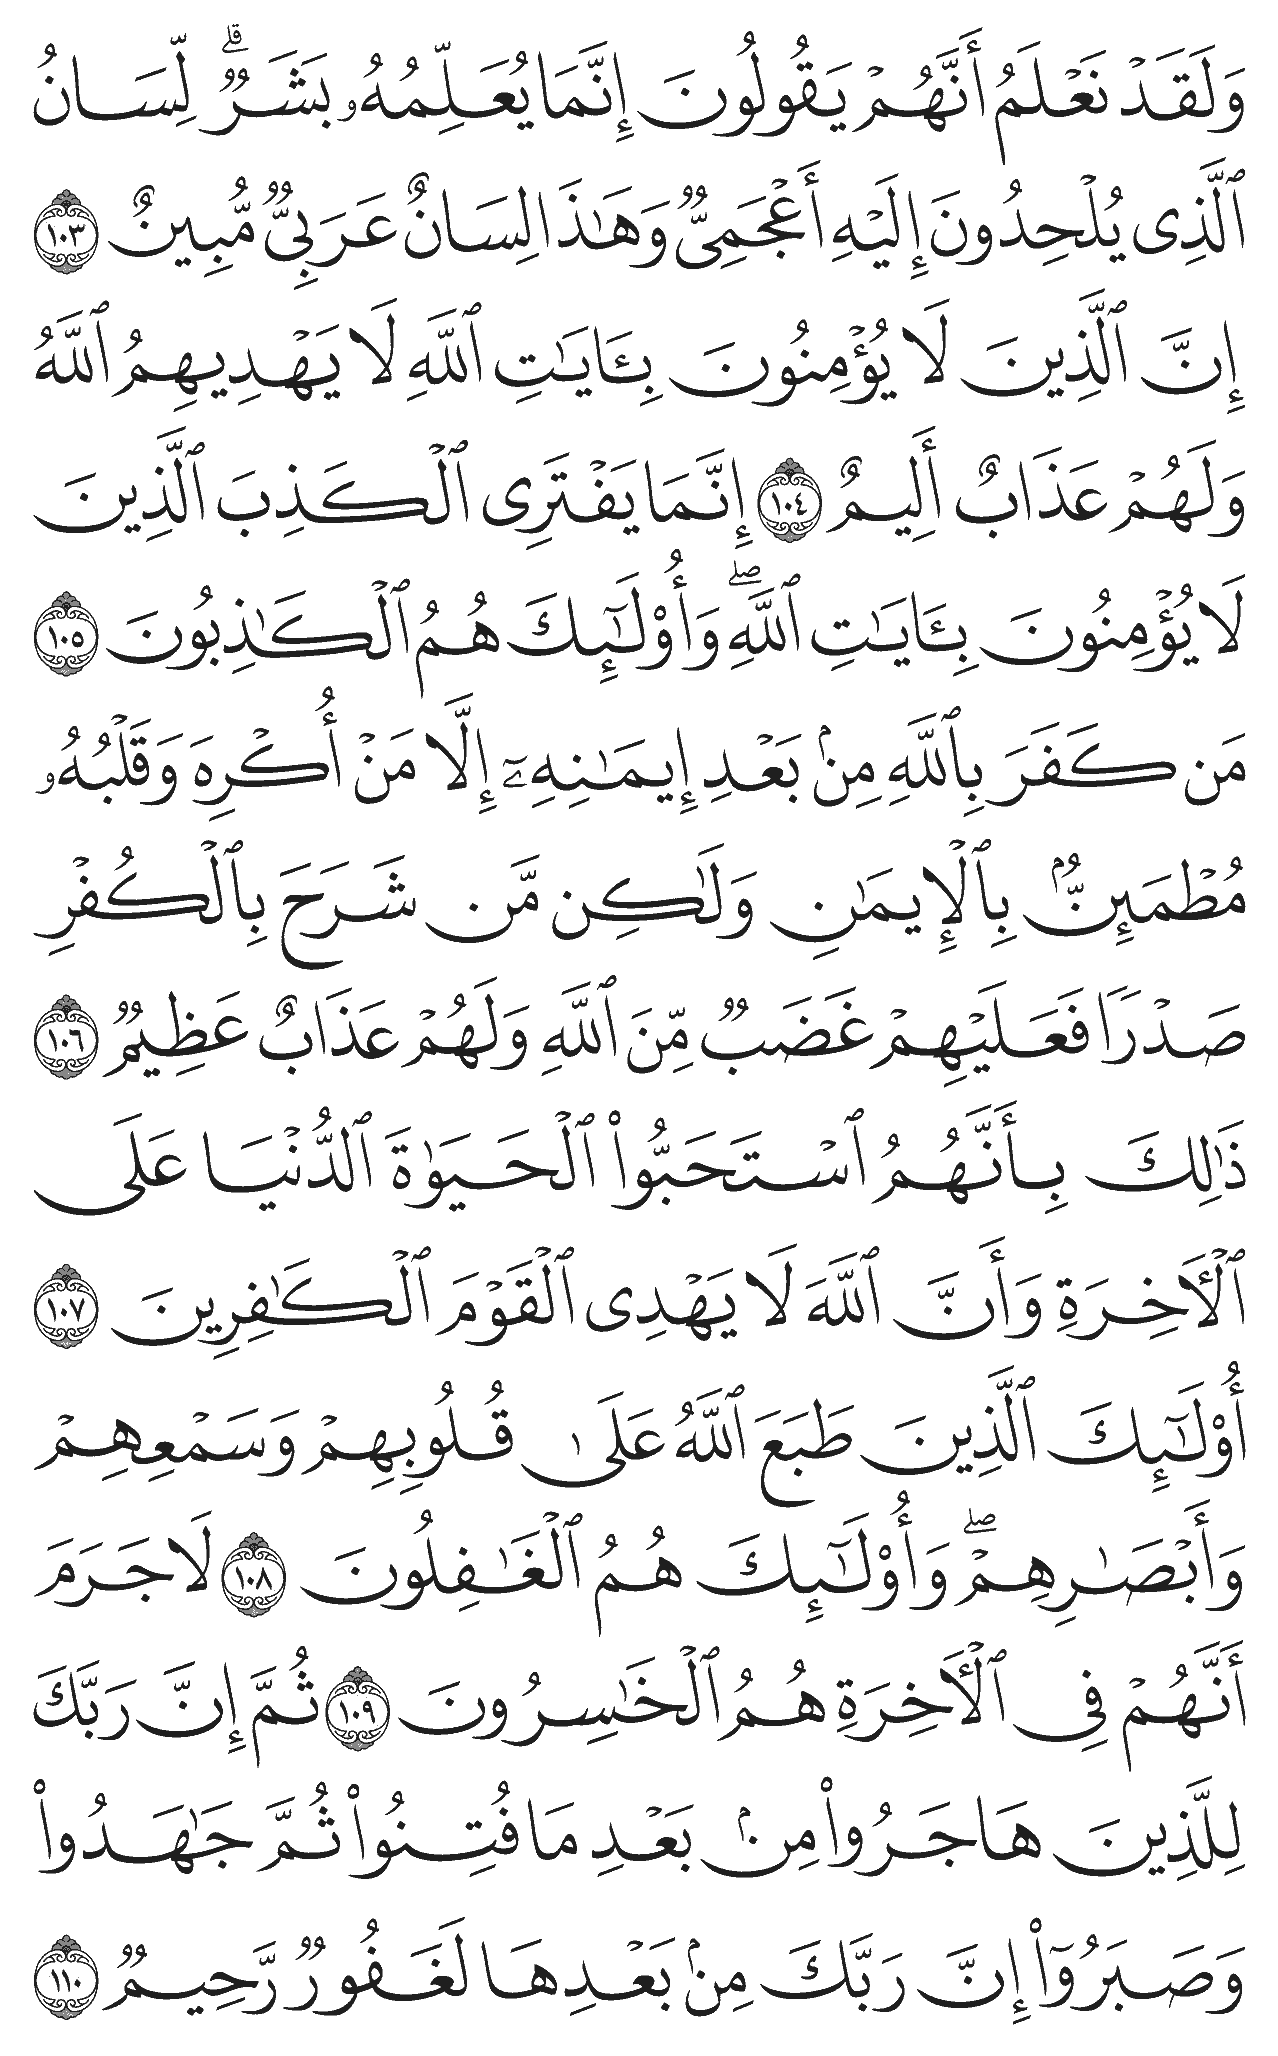 وَلَقَدْ نَعْلَمُ أَنَّهُمْ يَقُولُونَ إِنَّمَا يُعَلِّمُهُۥ بَشَرٌ ۗ لِّسَانُ
ٱلَّذِى يُلْحِدُونَ إِلَيْهِ أَعْجَمِىٌّ وَهَٰذَا لِسَانٌ عَرَبِىٌّ مُّبِينٌ ١٠٣
إِنَّ ٱلَّذِينَ لَا يُؤْمِنُونَ بِـَٔايَٰتِ ٱللَّهِ لَا يَهْدِيهِمُ ٱللَّهُ
وَلَهُمْ عَذَابٌ أَلِيمٌ ١٠٤ إِنَّمَا يَفْتَرِى ٱلْكَذِبَ ٱلَّذِينَ
لَا يُؤْمِنُونَ بِـَٔايَٰتِ ٱللَّهِ ۖ وَأُو۟لَٰٓئِكَ هُمُ ٱلْكَٰذِبُونَ ١٠٥
مَن كَفَرَ بِٱللَّهِ مِنۢ بَعْدِ إِيمَٰنِهِۦٓ إِلَّا مَنْ أُكْرِهَ وَقَلْبُهُۥ
مُطْمَئِنٌّۢ بِٱلْإِيمَٰنِ وَلَٰكِن مَّن شَرَحَ بِٱلْكُفْرِ
صَدْرًا فَعَلَيْهِمْ غَضَبٌ مِّنَ ٱللَّهِ وَلَهُمْ عَذَابٌ عَظِيمٌ ١٠٦
ذَٰلِكَ بِأَنَّهُمُ ٱسْتَحَبُّوا۟ ٱلْحَيَوٰةَ ٱلدُّنْيَا عَلَى
ٱلْـَٔاخِرَةِ وَأَنَّ ٱللَّهَ لَا يَهْدِى ٱلْقَوْمَ ٱلْكَٰفِرِينَ ١٠٧
أُو۟لَٰٓئِكَ ٱلَّذِينَ طَبَعَ ٱللَّهُ عَلَىٰ قُلُوبِهِمْ وَسَمْعِهِمْ
وَأَبْصَٰرِهِمْ ۖ وَأُو۟لَٰٓئِكَ هُمُ ٱلْغَٰفِلُونَ ١٠٨ لَا جَرَمَ
أَنَّهُمْ فِى ٱلْـَٔاخِرَةِ هُمُ ٱلْخَٰسِرُونَ ١٠٩ ثُمَّ إِنَّ رَبَّكَ
لِلَّذِينَ هَاجَرُوا۟ مِنۢ بَعْدِ مَا فُتِنُوا۟ ثُمَّ جَٰهَدُوا۟
وَصَبَرُوٓا۟ إِنَّ رَبَّكَ مِنۢ بَعْدِهَا لَغَفُورٌ رَّحِيمٌ ١١٠